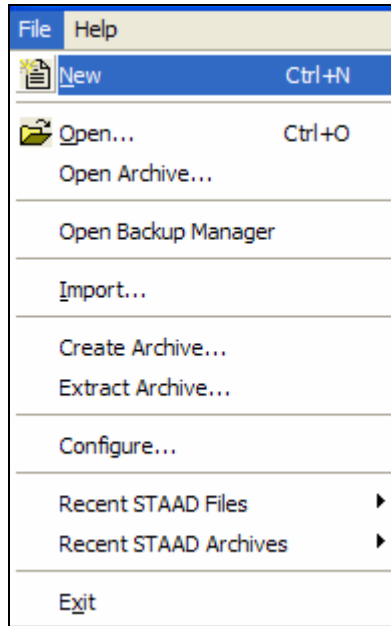 File Help
New Ctrl+N
Open... Ctrl+O
Open Archive...
Open Backup Manager
Import...
Create Archive...
Extract Archive...
Configure...
Recent STAAD Files
Recent STAAD Archives
Exit